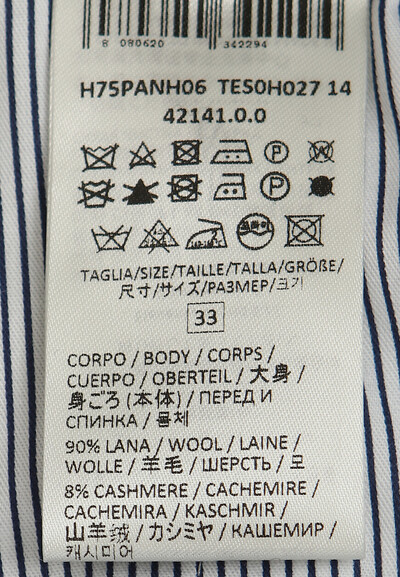 8 080620 342294
H75PANH06 TES0H027 14
42141.0.0
TAGLIA/SIZE/TAILLE/TALLA/GRÖßE/
尺寸/サイズ/PA3MEP/크기
33
CORPO / BODY / CORPS /
CUERPO / OBERTEIL / 大身 /
身ごろ (本体) / ПЕРЕД И
СПИНКА / 몸체
90% LANA / WOOL / LAINE /
WOLLE / 羊毛 / ШЕРСТЬ / 모
8% CASHMERE / CACHEMIRE /
CACHEMIRA / KASCHMIR /
山羊绒 / カシミヤ / КАШЕМИР /
캐시미어